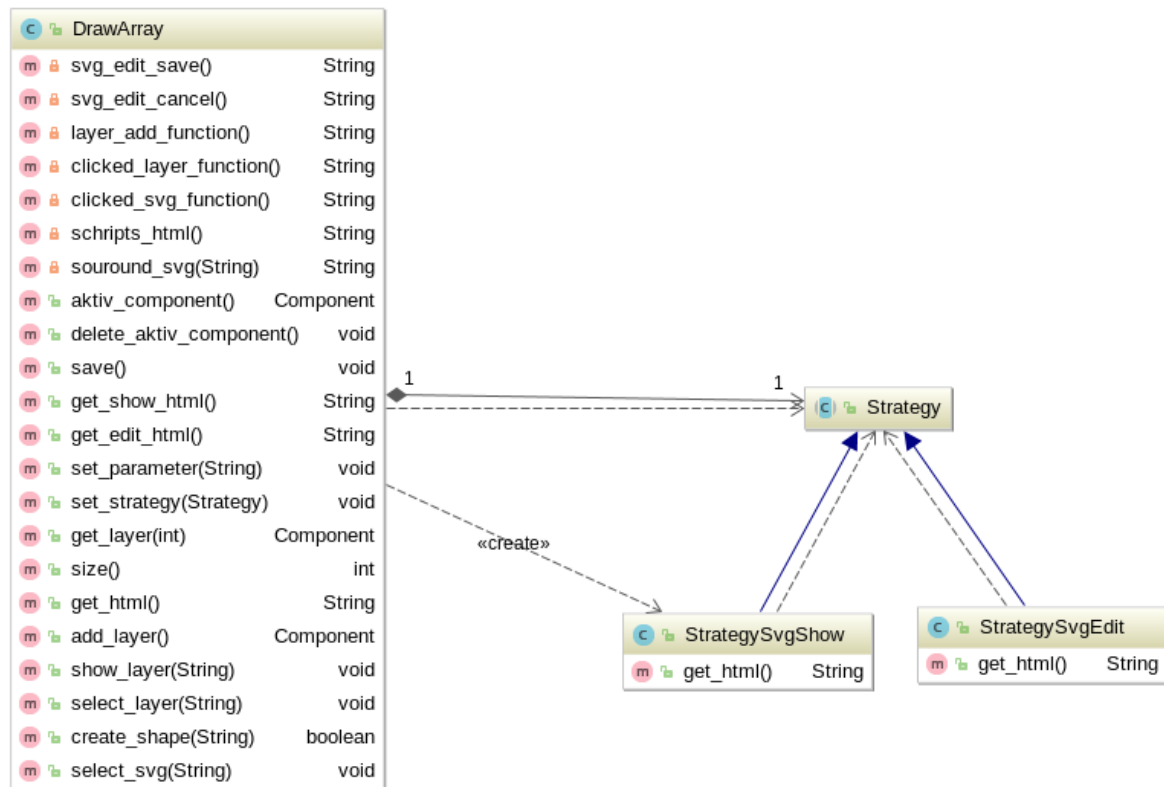 C DrawArray
m svg_edit_save() String
m svg_edit_cancel() String
m layer_add_function() String
m clicked_layer_function() String
m clicked_svg_function() String
m schripts_html() String
m souround_svg(String) String
m aktiv_component() Component
m delete_aktiv_component() void
m save() void
m get_show_html() String
m get_edit_html() String
m set_parameter(String) void
m set_strategy(Strategy) void
m get_layer(int) Component
m size() int
m get_html() String
m add_layer() Component
m show_layer(String) void
m select_layer(String) void
m create_shape(String) boolean
m select_svg(String) void
1 1
C Strategy
«create»
C StrategySvgShow
m get_html() String
C StrategySvgEdit
m get_html() String